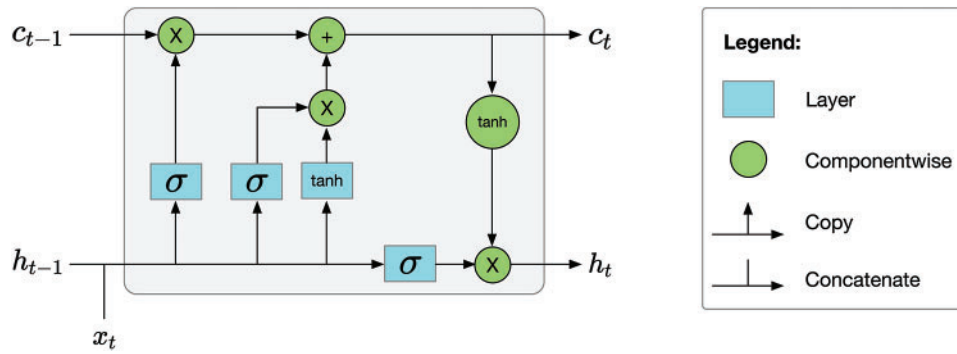 c_{t-1}
X
+
c_t
tanh
X
σ
σ
tanh
h_{t-1}
σ
X
h_t
x_t
Legend:
Layer
Componentwise
Copy
Concatenate